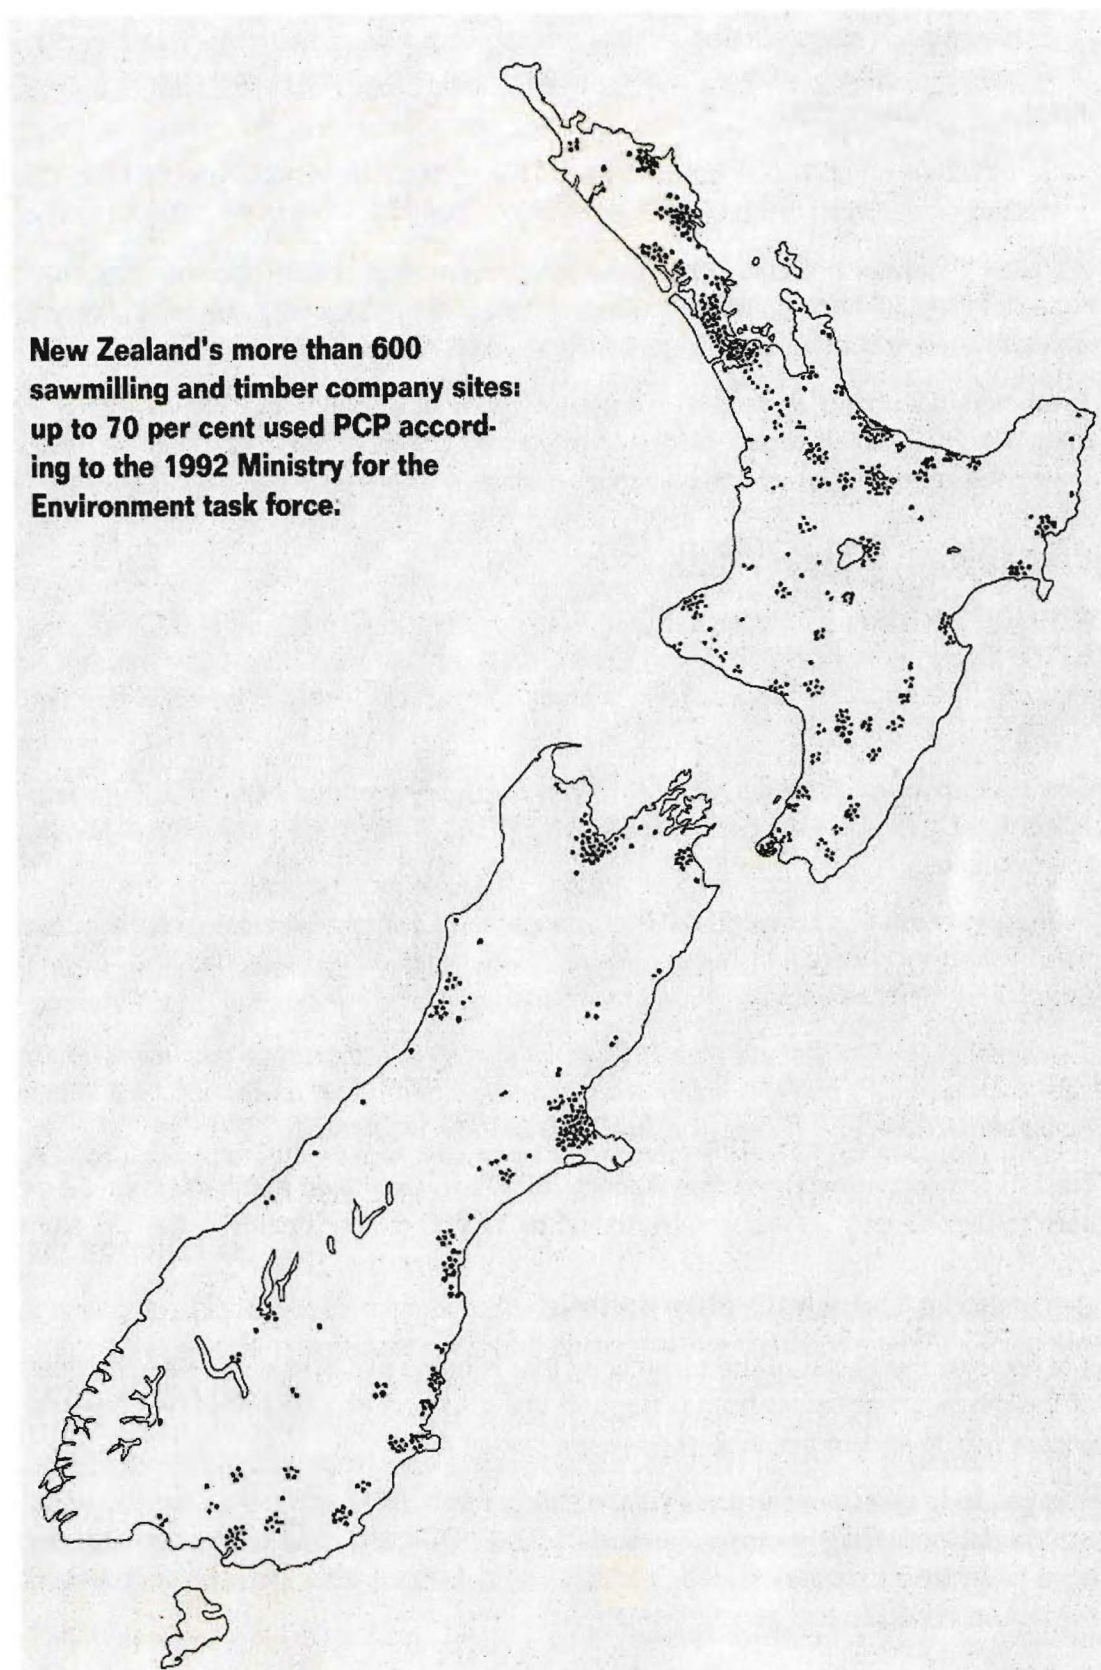 New Zealand's more than 600
sawmilling and timber company sites:
up to 70 per cent used PCP accord-
ing to the 1992 Ministry for the
Environment task force.